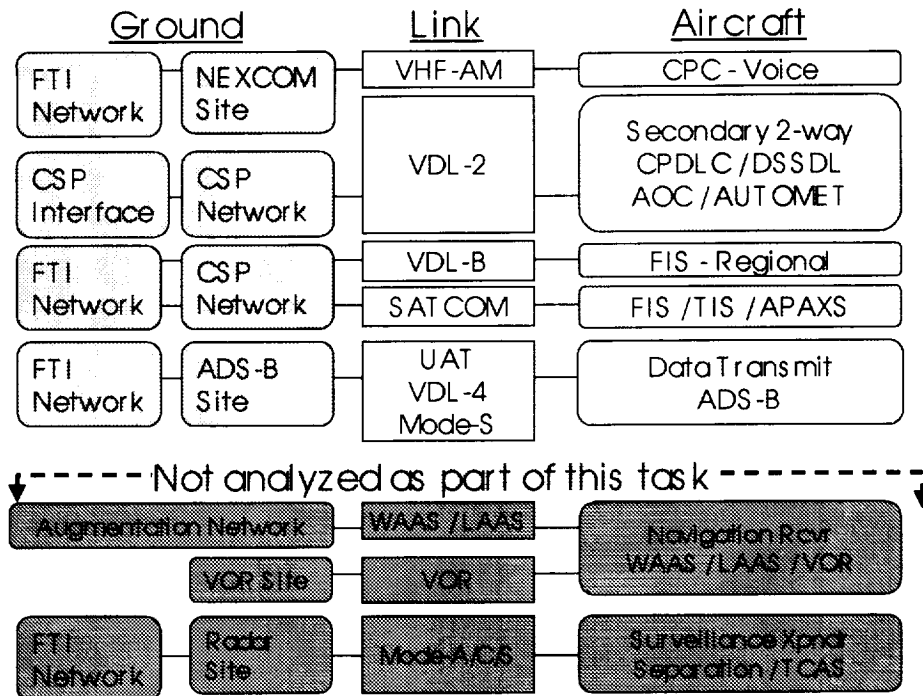 Ground Link Aircraft
FTI Network
NEXCOM Site
VHF-AM
CPC - Voice
VDL-2
Secondary 2-way
CPDLC / DSSDL
AOC / AUTOMET
CSP Interface
CSP Network
FTI Network
CSP Network
VDL-B
FIS - Regional
SATCOM
FIS / TIS / APAXS
FTI Network
ADS-B Site
UAT
VDL-4
Mode-S
Data Transmit
ADS-B
Not analyzed as part of this task
Augmentation Network
WAAS / LAAS
Navigation Rcvr
WAAS / LAAS / VOR
VOR Site
VOR
FTI Network
Radar Site
Mode-A/C/S
Surveillance Xpndr
Separation / TCAS